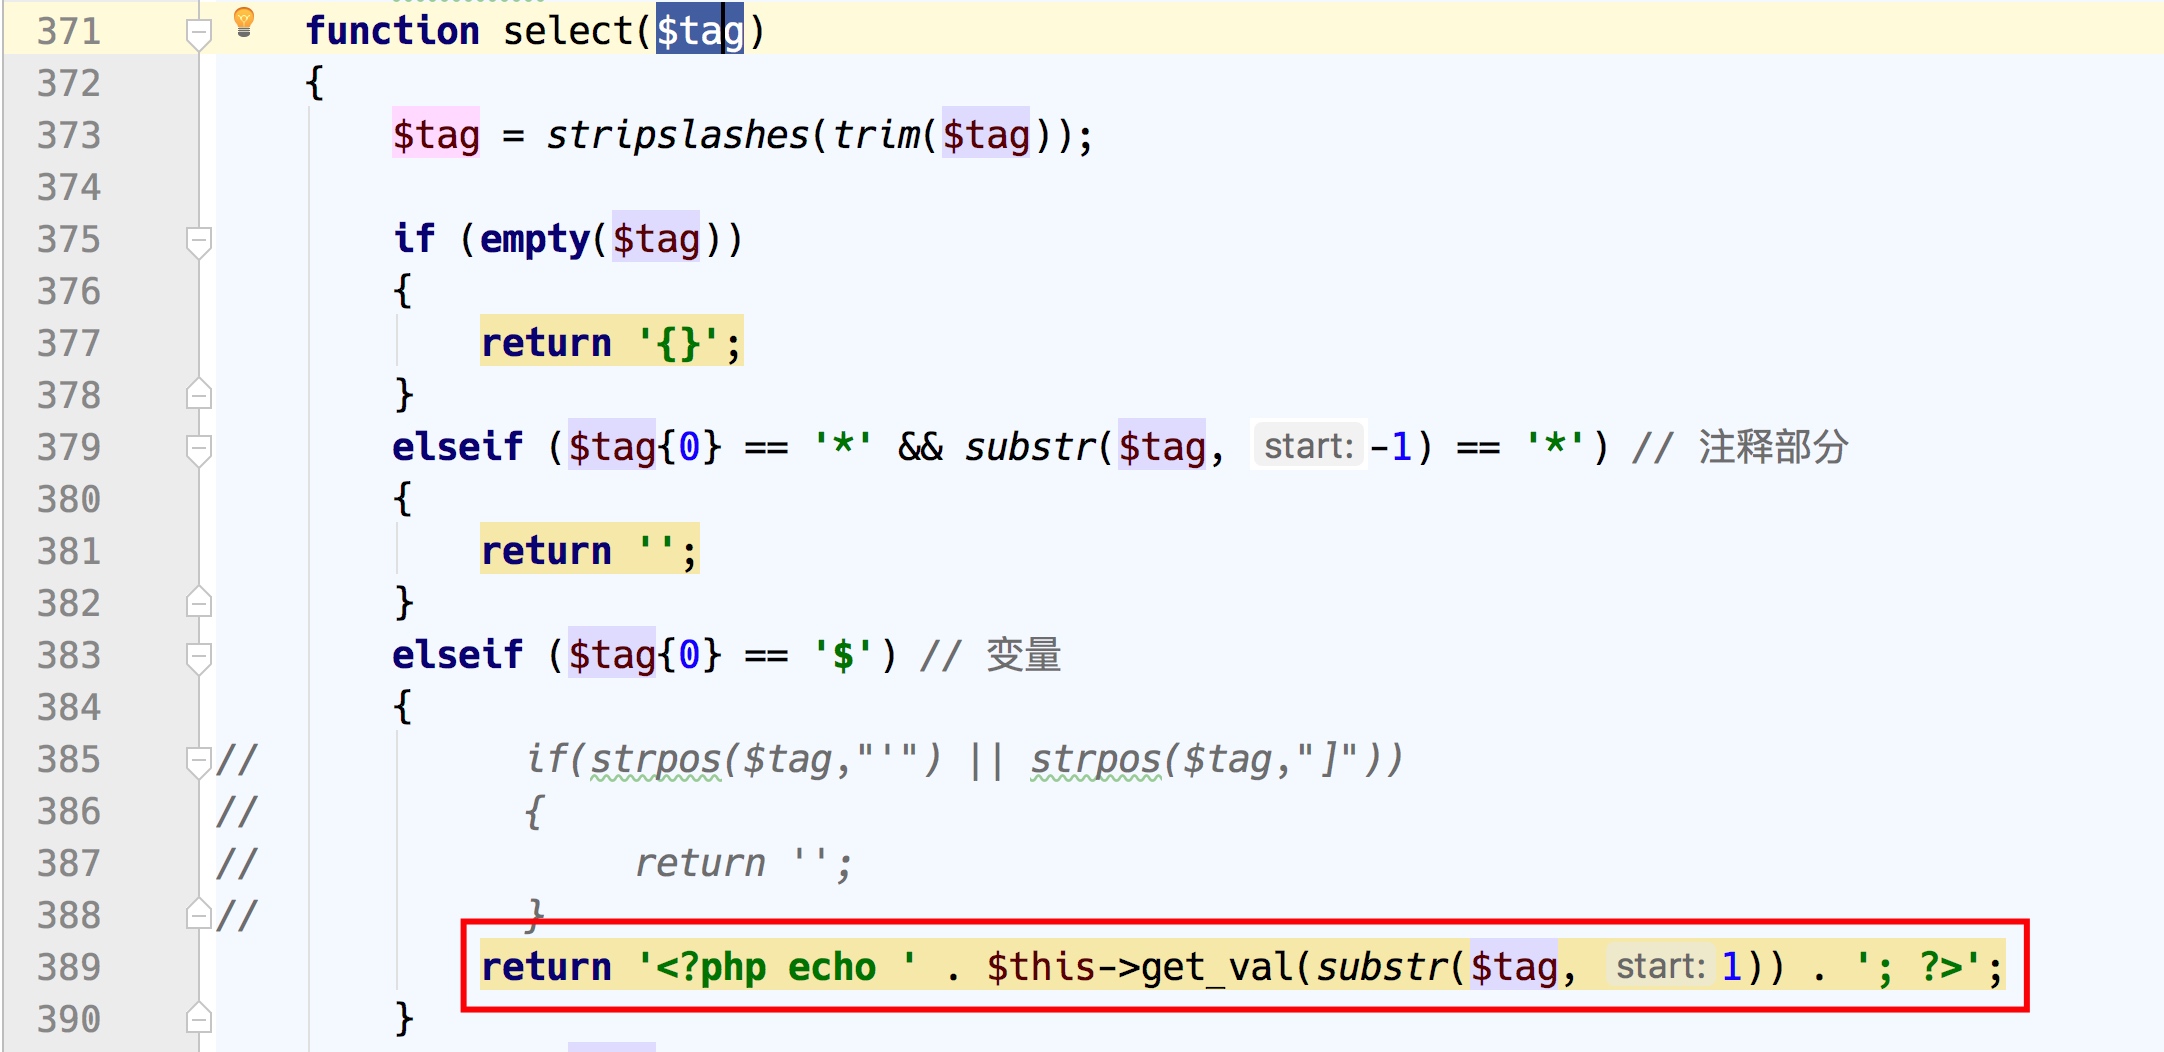 371 function select($tag)
372 {
373 $tag = stripslashes(trim($tag));
374
375 if (empty($tag))
376 {
377 return '{}';
378 }
379 elseif ($tag{0} == '*' && substr($tag, start: -1) == '*') // 注释部分
380 {
381 return '';
382 }
383 elseif ($tag{0} == '$') // 变量
384 {
385 // if(strpos($tag,"'") || strpos($tag,"]"))
386 // {
387 // return '';
388 // }
389 return '<?php echo ' . $this->get_val(substr($tag, start: 1)) . '; ?>';
390 }